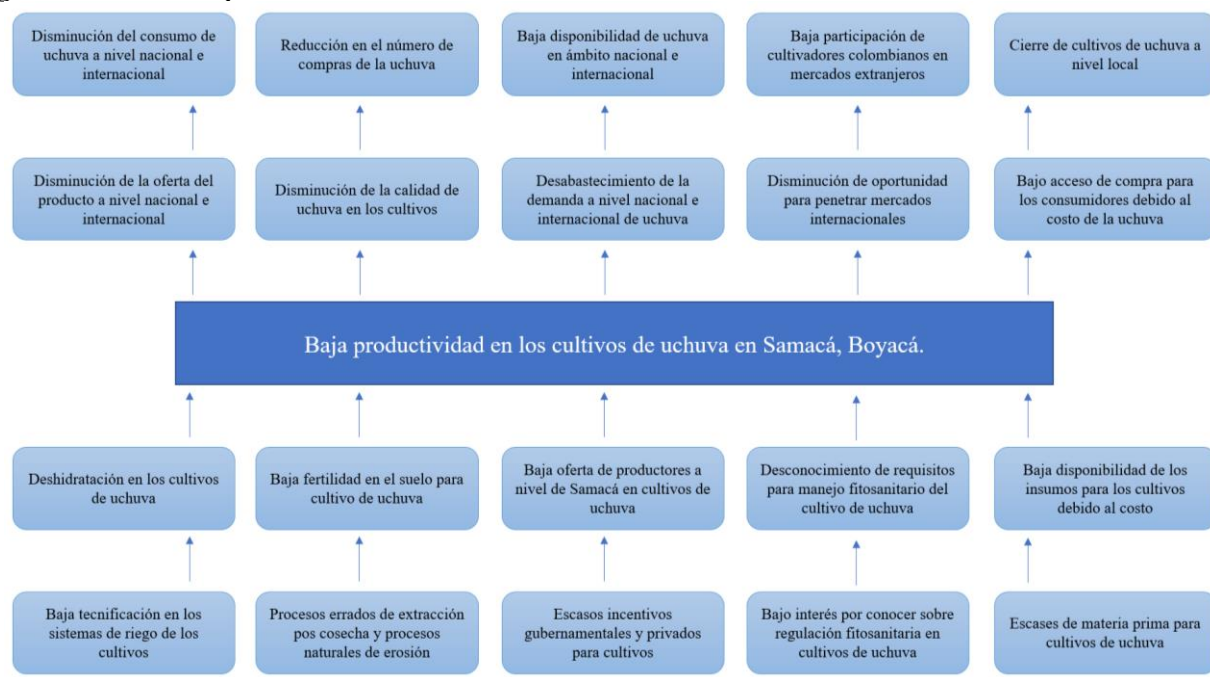 Disminución del consumo de
uchuva a nivel nacional e
internacional
Reducción en el número de
compras de la uchuva
Baja disponibilidad de uchuva
en ámbito nacional e
internacional
Baja participación de
cultivadores colombianos en
mercados extranjeros
Cierre de cultivos de uchuva a
nivel local
Disminución de la oferta del
producto a nivel nacional e
internacional
Disminución de la calidad de
uchuva en los cultivos
Desabastecimiento de la
demanda a nivel nacional e
internacional de uchuva
Disminución de oportunidad
para penetrar mercados
internacionales
Bajo acceso de compra para
los consumidores debido al
costo de la uchuva
Baja productividad en los cultivos de uchuva en Samacá, Boyacá.
Deshidratación en los cultivos
de uchuva
Baja fertilidad en el suelo para
cultivo de uchuva
Baja oferta de productores a
nivel de Samacá en cultivos de
uchuva
Desconocimiento de requisitos
para manejo fitosanitario del
cultivo de uchuva
Baja disponibilidad de los
insumos para los cultivos
debido al costo
Baja tecnificación en los
sistemas de riego de los
cultivos
Procesos errados de extracción
pos cosecha y procesos
naturales de erosión
Escasos incentivos
gubernamentales y privados
para cultivos
Bajo interés por conocer sobre
regulación fitosanitaria en
cultivos de uchuva
Escases de materia prima para
cultivos de uchuva